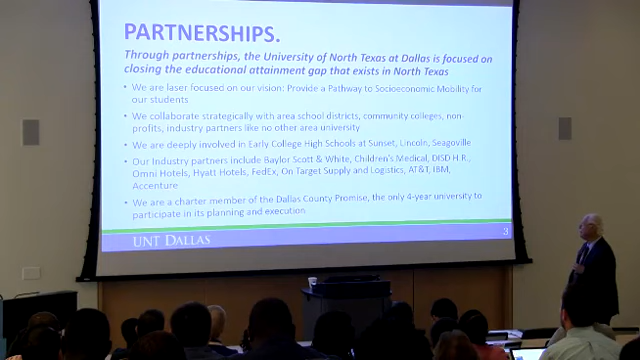 PARTNERSHIPS.
Through partnerships, the University of North Texas at Dallas is focused on
closing the educational attainment gap that exists in North Texas
• We are laser focused on our vision: Provide a Pathway to Socioeconomic Mobility for
our students
• We collaborate strategically with area school districts, community colleges, non-
profits, industry partners like no other area university
• We are deeply involved in Early College High Schools at Sunset, Lincoln, Seagoville
• Our Industry partners include Baylor Scott & White, Children's Medical, DISD H.R.,
Omni Hotels, Hyatt Hotels, FedEx, On Target Supply and Logistics, AT&T, IBM,
Accenture
• We are a charter member of the Dallas County Promise, the only 4-year university to
participate in its planning and execution
UNT DALLAS
3